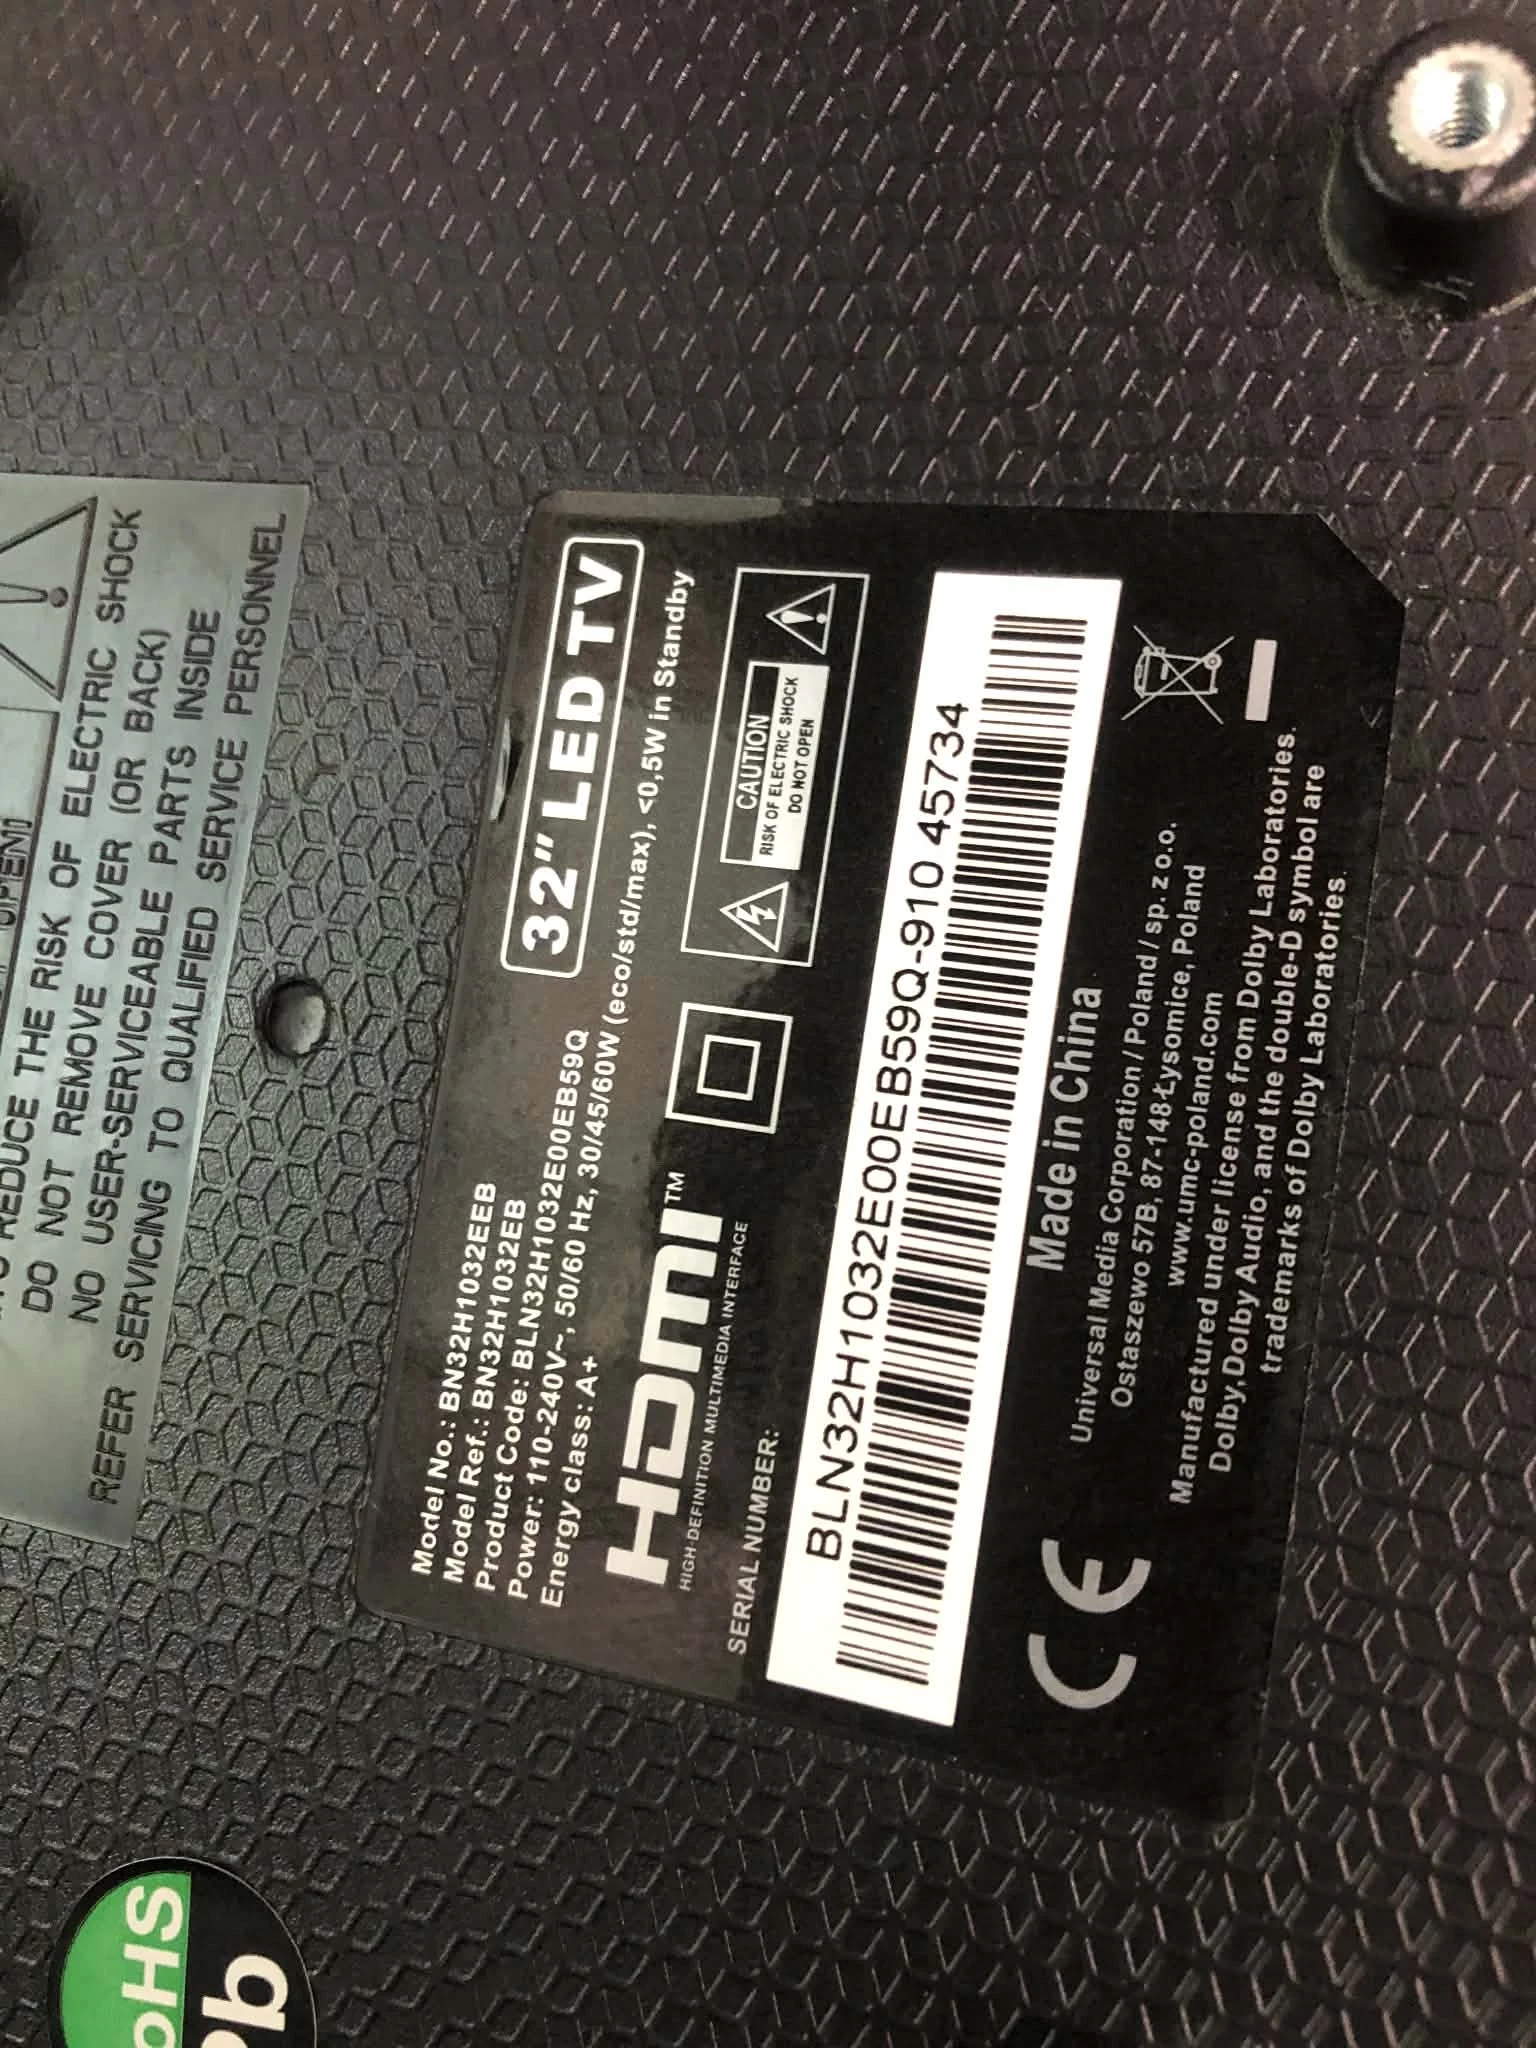 REDUCE THE RISK OF ELECTRIC SHOCK
DO NOT REMOVE COVER (OR BACK)
NO USER-SERVICEABLE PARTS INSIDE
REFER SERVICING TO QUALIFIED SERVICE PERSONNEL
32" LED TV
Model No.: BN32H1032EEB
Model Ref.: BN32H1032EB
Product Code: BLN32H1032E00EB59Q
Power: 110-240V~, 50/60 Hz, 30/45/60W (eco/std/max), <0,5W in Standby
Energy class: A+
HDMI™
HIGH-DEFINITION MULTIMEDIA INTERFACE
CAUTION
RISK OF ELECTRIC SHOCK
DO NOT OPEN
SERIAL NUMBER:
BLN32H1032E00EB59Q-910 45734
Made in China
Universal Media Corporation / Poland / sp. z o.o.
Ostaszewo 57B, 87-148 Łysomice, Poland
www.umc-poland.com
Manufactured under license from Dolby Laboratories.
Dolby, Dolby Audio, and the double-D symbol are
trademarks of Dolby Laboratories.
CE
oHS
Pb